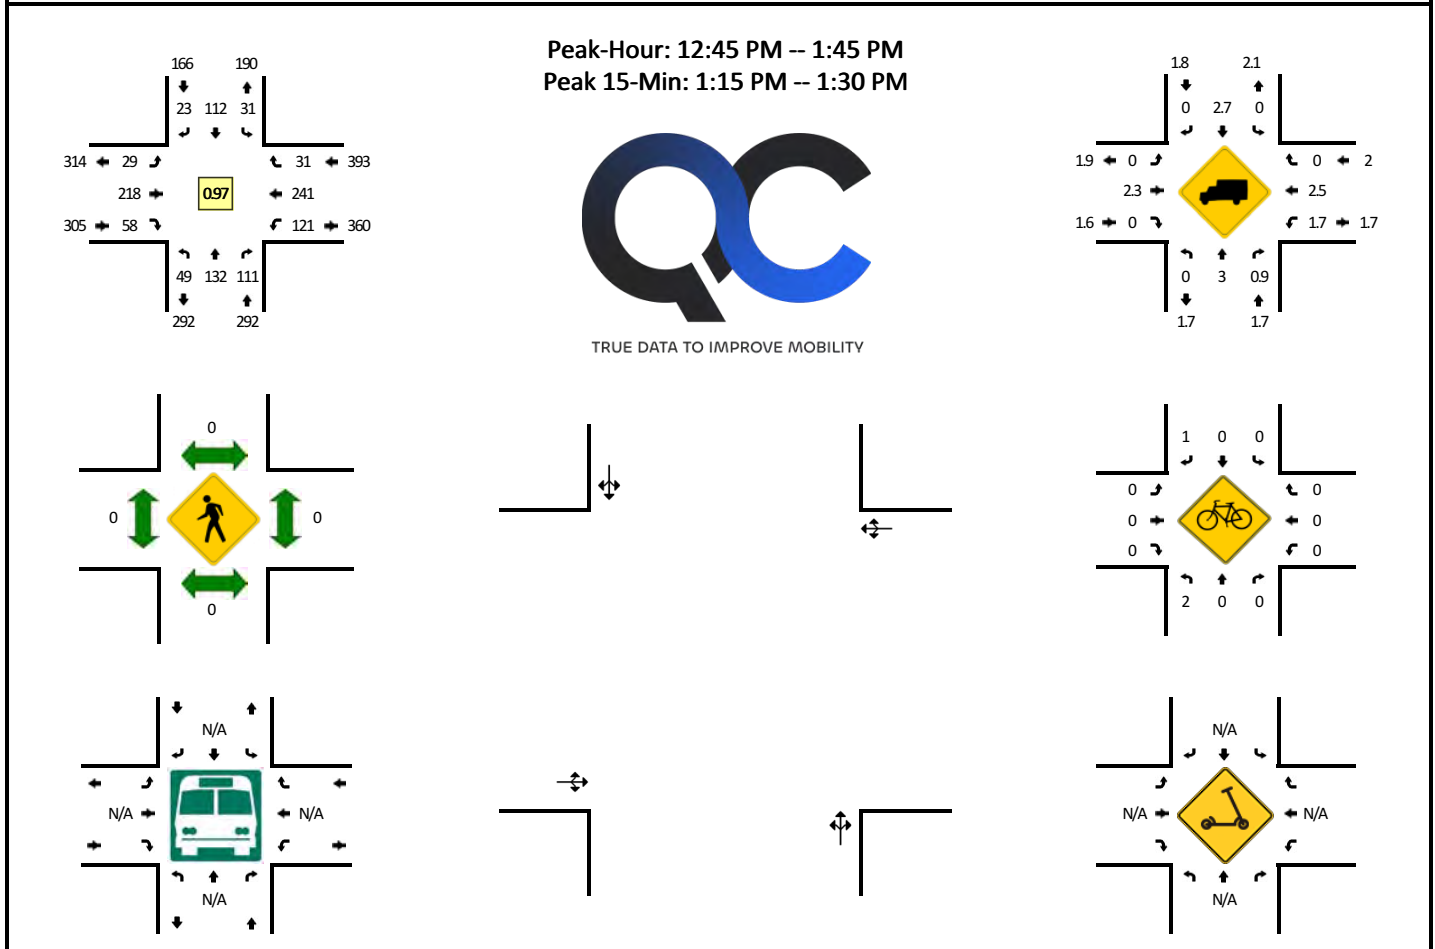 Peak-Hour: 12:45 PM -- 1:45 PM
Peak 15-Min: 1:15 PM -- 1:30 PM
166 190
23 112 31
314 29 31 393
218 0.97 241
305 58 121 360
49 132 111
292 292
QC
TRUE DATA TO IMPROVE MOBILITY
1.8 2.1
0 2.7 0
1.9 0 0 2
2.3 2.5
1.6 0 1.7 1.7
0 3 0.9
1.7 1.7
0
0 0
0
1 0 0
0 0
0 0
0 0
2 0 0
N/A
N/A N/A
N/A
N/A
N/A N/A
N/A